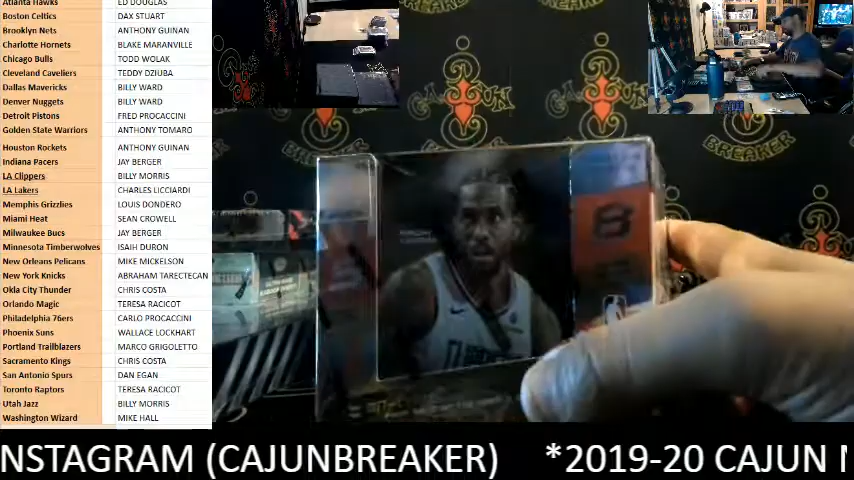 Atlanta Hawks ED DOUGLAS
Boston Celtics DAX STUART
Brooklyn Nets ANTHONY GUINAN
Charlotte Hornets BLAKE MARANVILLE
Chicago Bulls TODD WOLAK
Cleveland Cavaliers TEDDY DZIUBA
Dallas Mavericks BILLY WARD
Denver Nuggets BILLY WARD
Detroit Pistons FRED PROCACCINI
Golden State Warriors ANTHONY TOMARO
Houston Rockets ANTHONY GUINAN
Indiana Pacers JAY BERGER
LA Clippers BILLY MORRIS
LA Lakers CHARLES LICCIARDI
Memphis Grizzlies LOUIS DONDERO
Miami Heat SEAN CROWELL
Milwaukee Bucs JAY BERGER
Minnesota Timberwolves ISAIH DURON
New Orleans Pelicans MIKE MICKELSON
New York Knicks ABRAHAM TARECTECAN
Okla City Thunder CHRIS COSTA
Orlando Magic TERESA RACICOT
Philadelphia 76ers CARLO PROCACCINI
Phoenix Suns WALLACE LOCKHART
Portland Trailblazers MARCO GRIGOLETTO
Sacramento Kings CHRIS COSTA
San Antonio Spurs DAN EGAN
Toronto Raptors TERESA RACICOT
Utah Jazz BILLY MORRIS
Washington Wizard MIKE HALL
CAJUN
BREAKER
8
NSTAGRAM (CAJUNBREAKER) *2019-20 CAJUN